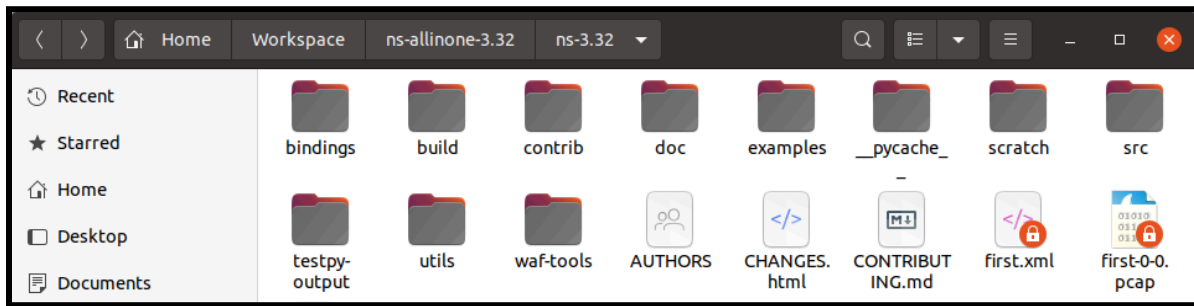 Home Workspace ns-allinone-3.32 ns-3.32
Recent
Starred
Home
Desktop
Documents
bindings build contrib doc examples __pycache_ scratch src
_
testpy- utils waf-tools AUTHORS CHANGES. CONTRIBUT first.xml first-0-0.
output html ING.md pcap